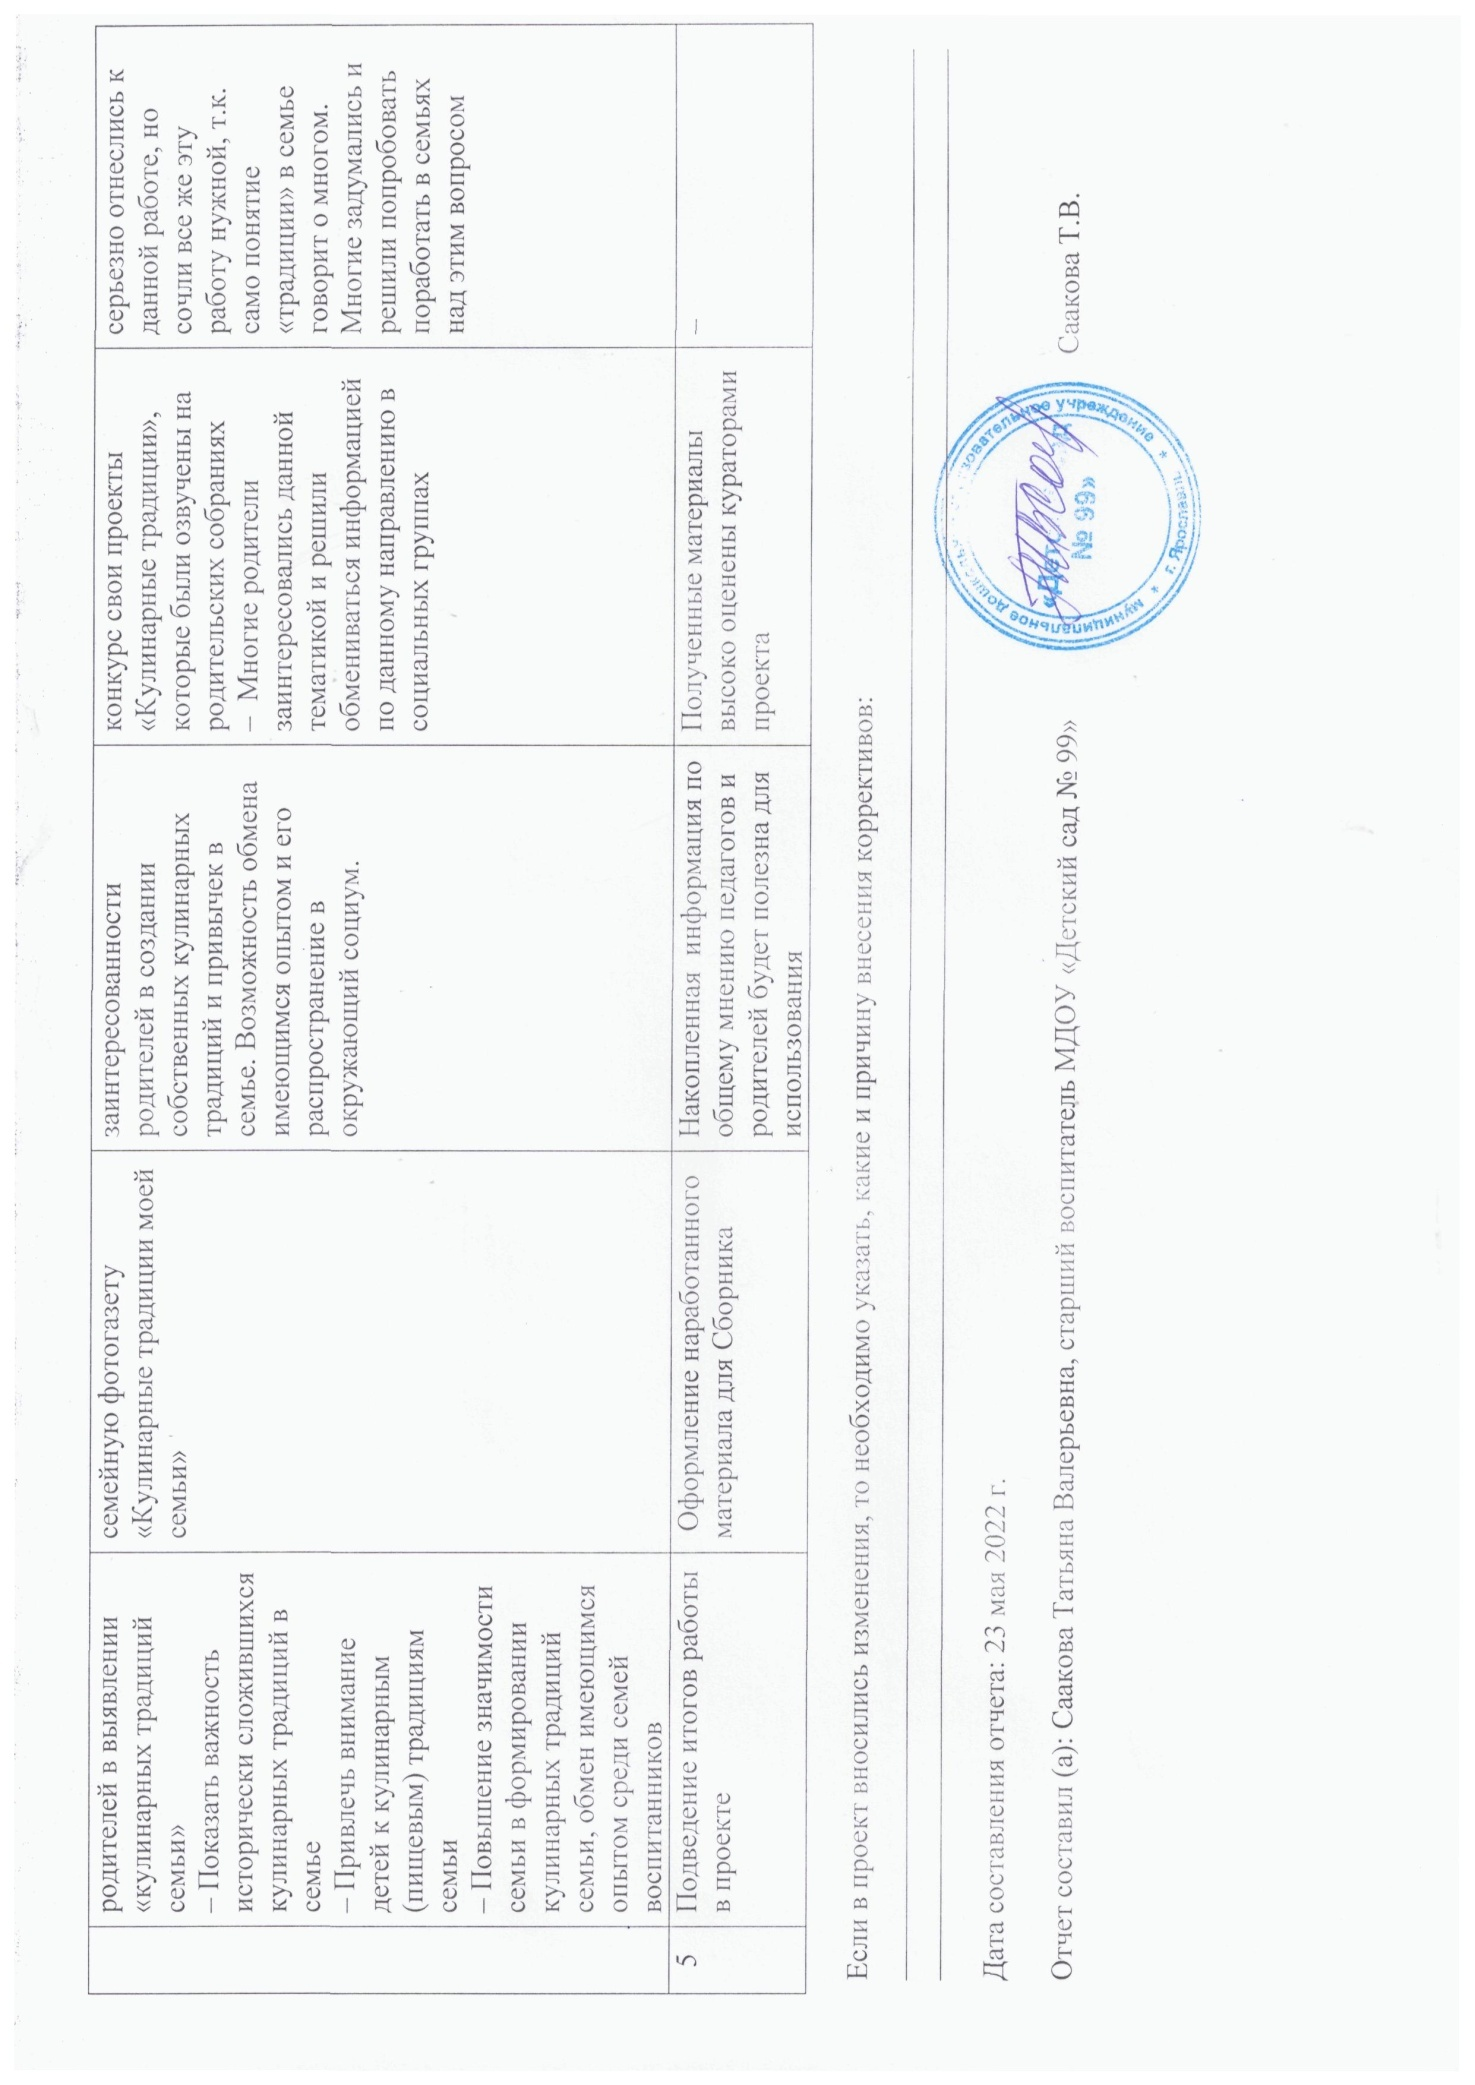 родителей в выявлении
«кулинарных традиций
семьи»
– Показать важность
исторически сложившихся
кулинарных традиций в
семье
– Привлечь внимание
детей к кулинарным
(пищевым) традициям
семьи
– Повышение значимости
семьи в формировании
кулинарных традиций
семьи, обмен имеющимся
опытом среди семей
воспитанников
семейную фотогазету
«Кулинарные традиции моей
семьи»
заинтересованности
родителей в создании
собственных кулинарных
традиций и привычек в
семье. Возможность обмена
имеющимся опытом и его
распространение в
окружающий социум.
конкурс свои проекты
«Кулинарные традиции»,
которые были озвучены на
родительских собраниях
– Многие родители
заинтересовались данной
тематикой и решили
обмениваться информацией
по данному направлению в
социальных группах
серьезно отнеслись к
данной работе, но
сочли все же эту
работу нужной, т.к.
само понятие
«традиции» в семье
говорит о многом.
Многие задумались и
решили попробовать
поработать в семьях
над этим вопросом
5
Подведение итогов работы
в проекте
Оформление наработанного
материала для Сборника
Накопленная информация по
общему мнению педагогов и
родителей будет полезна для
использования
Полученные материалы
высоко оценены кураторами
проекта
–
Если в проект вносились изменения, то необходимо указать, какие и причину внесения коррективов:
Дата составления отчета: 23 мая 2022 г.
Отчет составил (а): Саакова Татьяна Валерьевна, старший воспитатель МДОУ «Детский сад № 99»
Саакова Т.В.
муниципальное
учреждение
г. Ярославль
№ 99»